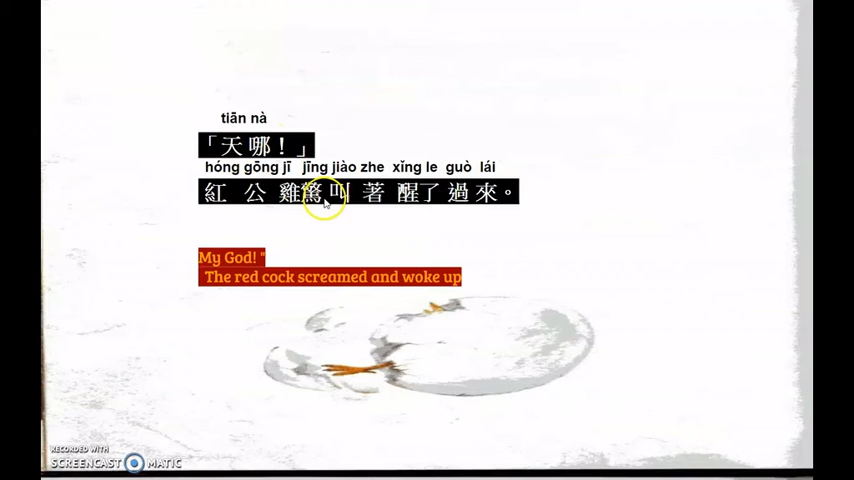 tiān nà
「天哪！」
hóng gōng jī jīng jiào zhe xǐng le guò lái
紅公雞驚叫著醒了過來。
My God! "
The red cock screamed and woke up
RECORDED WITH
SCREENCAST MATIC